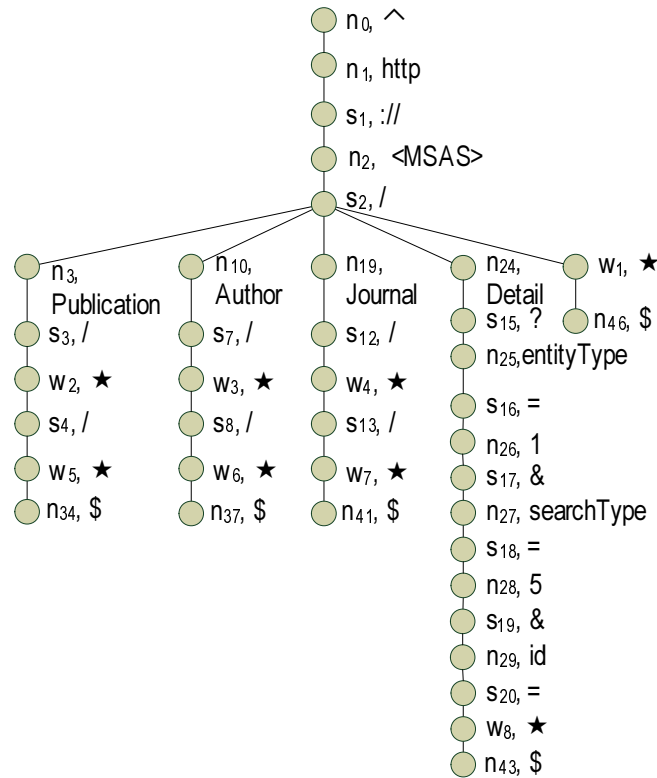 n0, ^
n1, http
s1, ://
n2, <MSAS>
s2, /
n3,
Publication
s3, /
w2, ★
s4, /
w5, ★
n34, $
n10,
Author
s7, /
w3, ★
s8, /
w6, ★
n37, $
n19,
Journal
s12, /
w4, ★
s13, /
w7, ★
n41, $
n24,
Detail
s15, ?
n25,entityType
s16, =
n26, 1
s17, &
n27, searchType
s18, =
n28, 5
s19, &
n29, id
s20, =
w8, ★
n43, $
w1, ★
n46, $